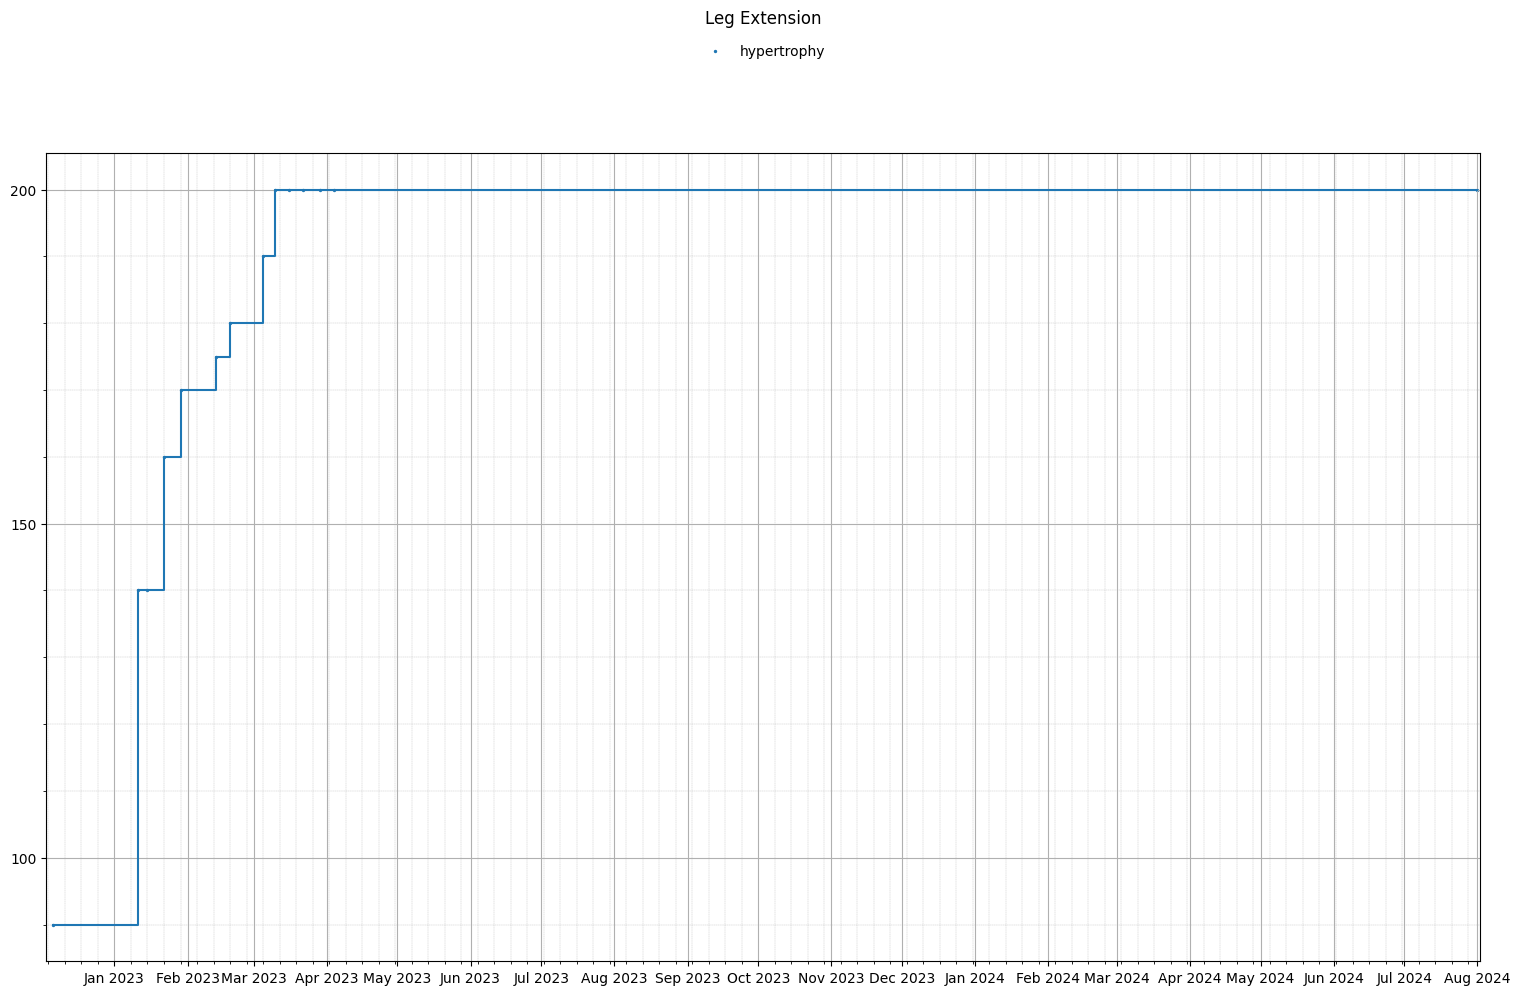 Leg Extension
hypertrophy
200
150
100
Jan 2023 Feb 2023 Mar 2023 Apr 2023 May 2023 Jun 2023 Jul 2023 Aug 2023 Sep 2023 Oct 2023 Nov 2023 Dec 2023 Jan 2024 Feb 2024 Mar 2024 Apr 2024 May 2024 Jun 2024 Jul 2024 Aug 2024